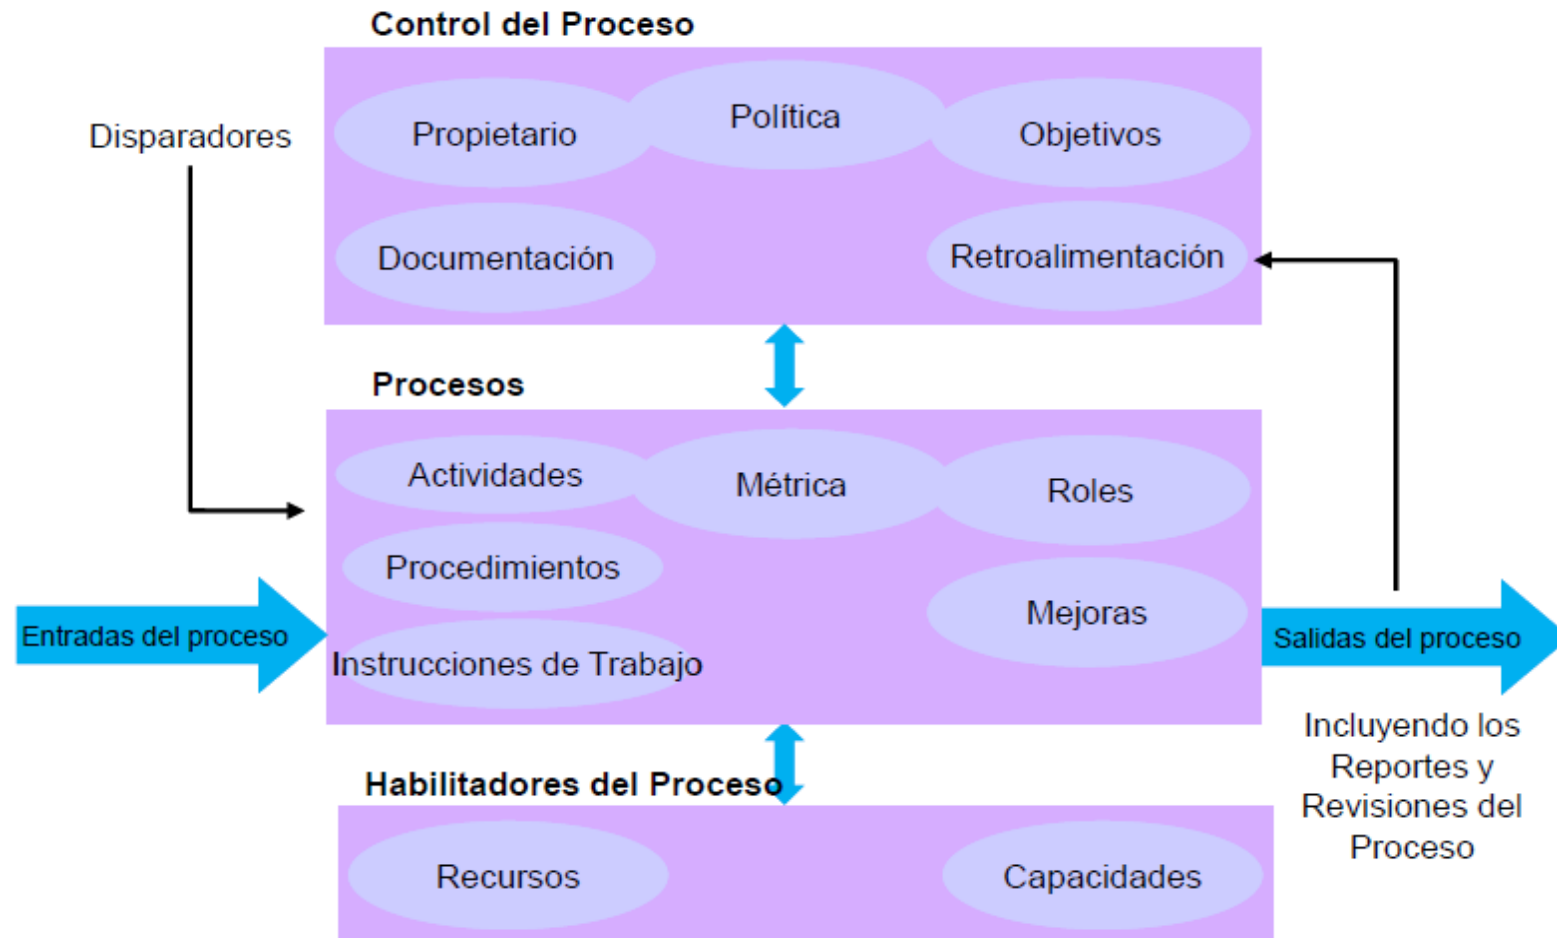 Control del Proceso
Disparadores
Propietario
Política
Objetivos
Documentación
Retroalimentación
Procesos
Actividades
Métrica
Roles
Procedimientos
Mejoras
Instrucciones de Trabajo
Entradas del proceso
Salidas del proceso
Incluyendo los
Reportes y
Revisiones del
Proceso
Habilitadores del Proceso
Recursos
Capacidades